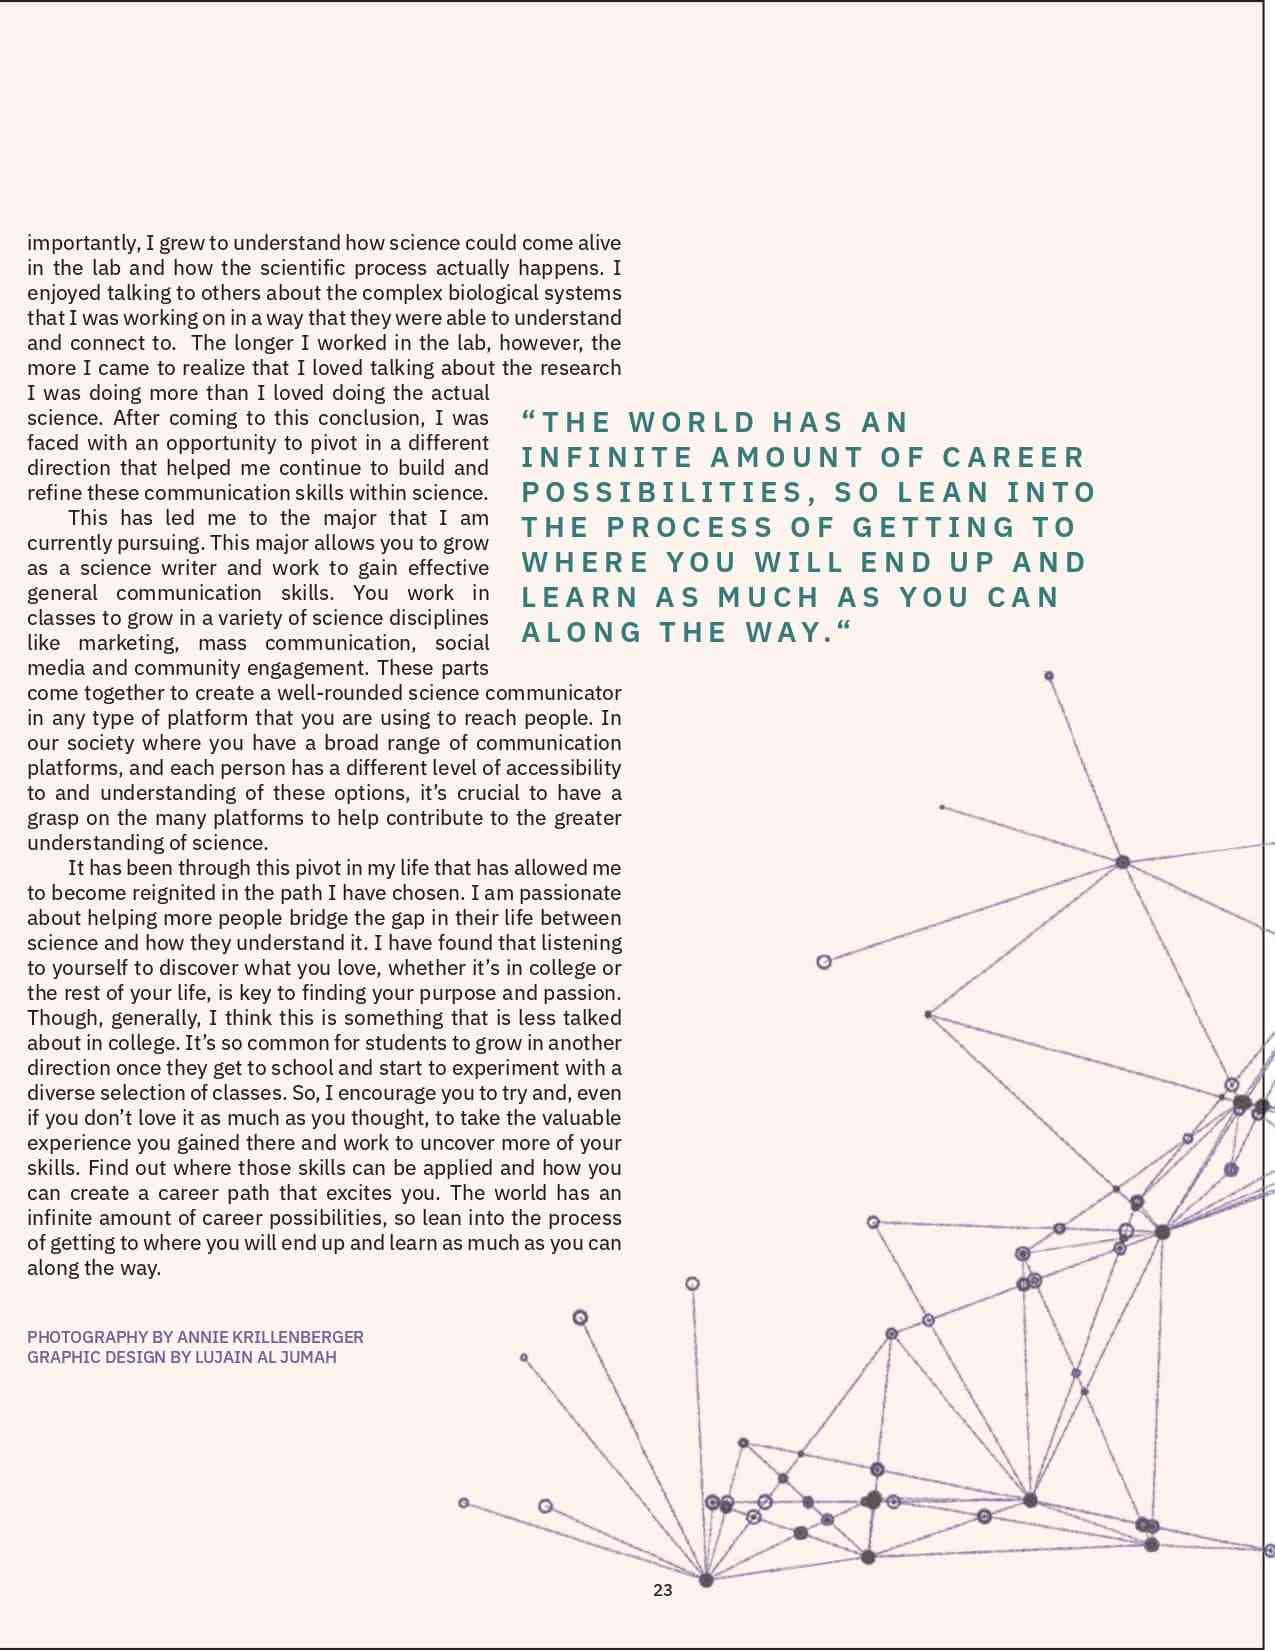 importantly, I grew to understand how science could come alive
in the lab and how the scientific process actually happens. I
enjoyed talking to others about the complex biological systems
that I was working on in a way that they were able to understand
and connect to.  The longer I worked in the lab, however, the
more I came to realize that I loved talking about the research
I was doing more than I loved doing the actual
science. After coming to this conclusion, I was
faced with an opportunity to pivot in a different
direction that helped me continue to build and
refine these communication skills within science.
This has led me to the major that I am
currently pursuing. This major allows you to grow
as a science writer and work to gain effective
general communication skills. You work in
classes to grow in a variety of science disciplines
like marketing, mass communication, social
media and community engagement. These parts
come together to create a well-rounded science communicator
in any type of platform that you are using to reach people. In
our society where you have a broad range of communication
platforms, and each person has a different level of accessibility
to and understanding of these options, it’s crucial to have a
grasp on the many platforms to help contribute to the greater
understanding of science.
It has been through this pivot in my life that has allowed me
to become reignited in the path I have chosen. I am passionate
about helping more people bridge the gap in their life between
science and how they understand it. I have found that listening
to yourself to discover what you love, whether it’s in college or
the rest of your life, is key to finding your purpose and passion.
Though, generally, I think this is something that is less talked
about in college. It’s so common for students to grow in another
direction once they get to school and start to experiment with a
diverse selection of classes. So, I encourage you to try and, even
if you don’t love it as much as you thought, to take the valuable
experience you gained there and work to uncover more of your
skills. Find out where those skills can be applied and how you
can create a career path that excites you. The world has an
infinite amount of career possibilities, so lean into the process
of getting to where you will end up and learn as much as you can
along the way.
“THE WORLD HAS AN
INFINITE AMOUNT OF CAREER
POSSIBILITIES, SO LEAN INTO
THE PROCESS OF GETTING TO
WHERE YOU WILL END UP AND
LEARN AS MUCH AS YOU CAN
ALONG THE WAY.“
PHOTOGRAPHY BY ANNIE KRILLENBERGER
GRAPHIC DESIGN BY LUJAIN AL JUMAH
23